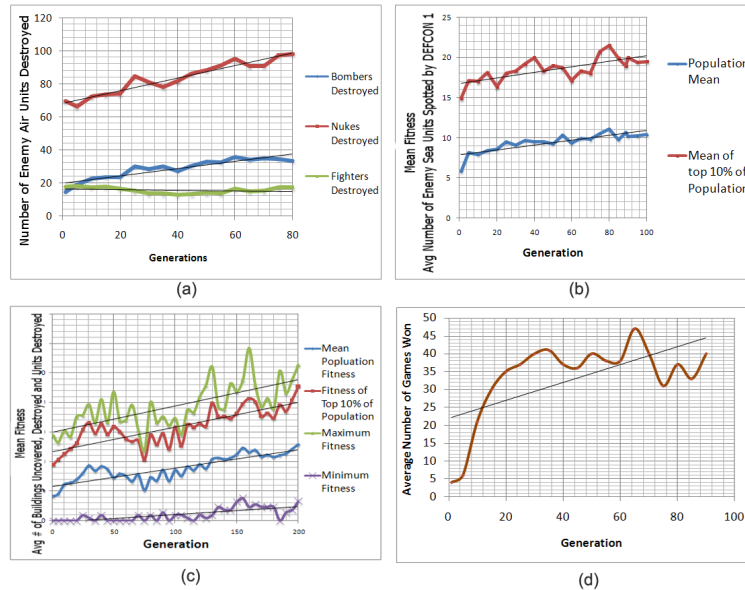 Number of Enemy Air Units Destroyed
120
100
80
60
40
20
0
0 20 40 60 80
Generations
Bombers
Destroyed
Nukes
Destroyed
Fighters
Destroyed
(a)
Mean Fitness
Avg Number of Enemy Sea Units Spotted by DEFCON 1
25
20
15
10
5
0
0 20 40 60 80 100
Generation
Population
Mean
Mean of
top 10% of
Population
(b)
Mean Fitness
Avg # of Buildings Uncovered, Destroyed and Units Destroyed
0 50 100 150 200
Generation
Mean
Popluation
Fitness
Fitness of
Top 10% of
Population
Maximum
Fitness
Minimum
Fitness
(c)
Average Number of Games Won
50
45
40
35
30
25
20
15
10
5
0
0 20 40 60 80 100
Generation
(d)